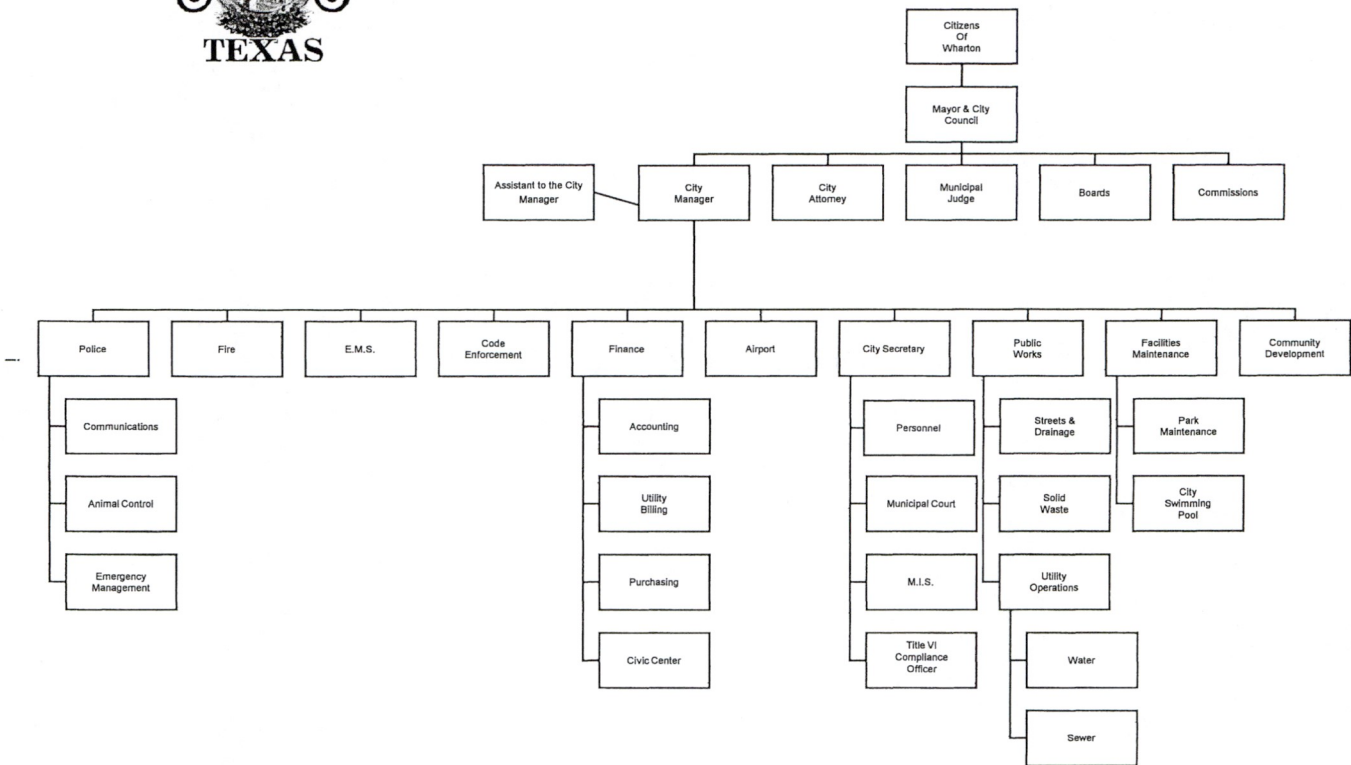 TEXAS
Citizens
Of
Wharton
Mayor & City
Council
Assistant to the City
Manager
City
Manager
City
Attorney
Municipal
Judge
Boards
Commissions
Police
Fire
E.M.S.
Code
Enforcement
Finance
Airport
City Secretary
Public
Works
Facilities
Maintenance
Community
Development
Communications
Animal Control
Emergency
Management
Accounting
Utility
Billing
Purchasing
Civic Center
Personnel
Municipal Court
M.I.S.
Title VI
Compliance
Officer
Streets &
Drainage
Solid
Waste
Utility
Operations
Water
Sewer
Park
Maintenance
City
Swimming
Pool